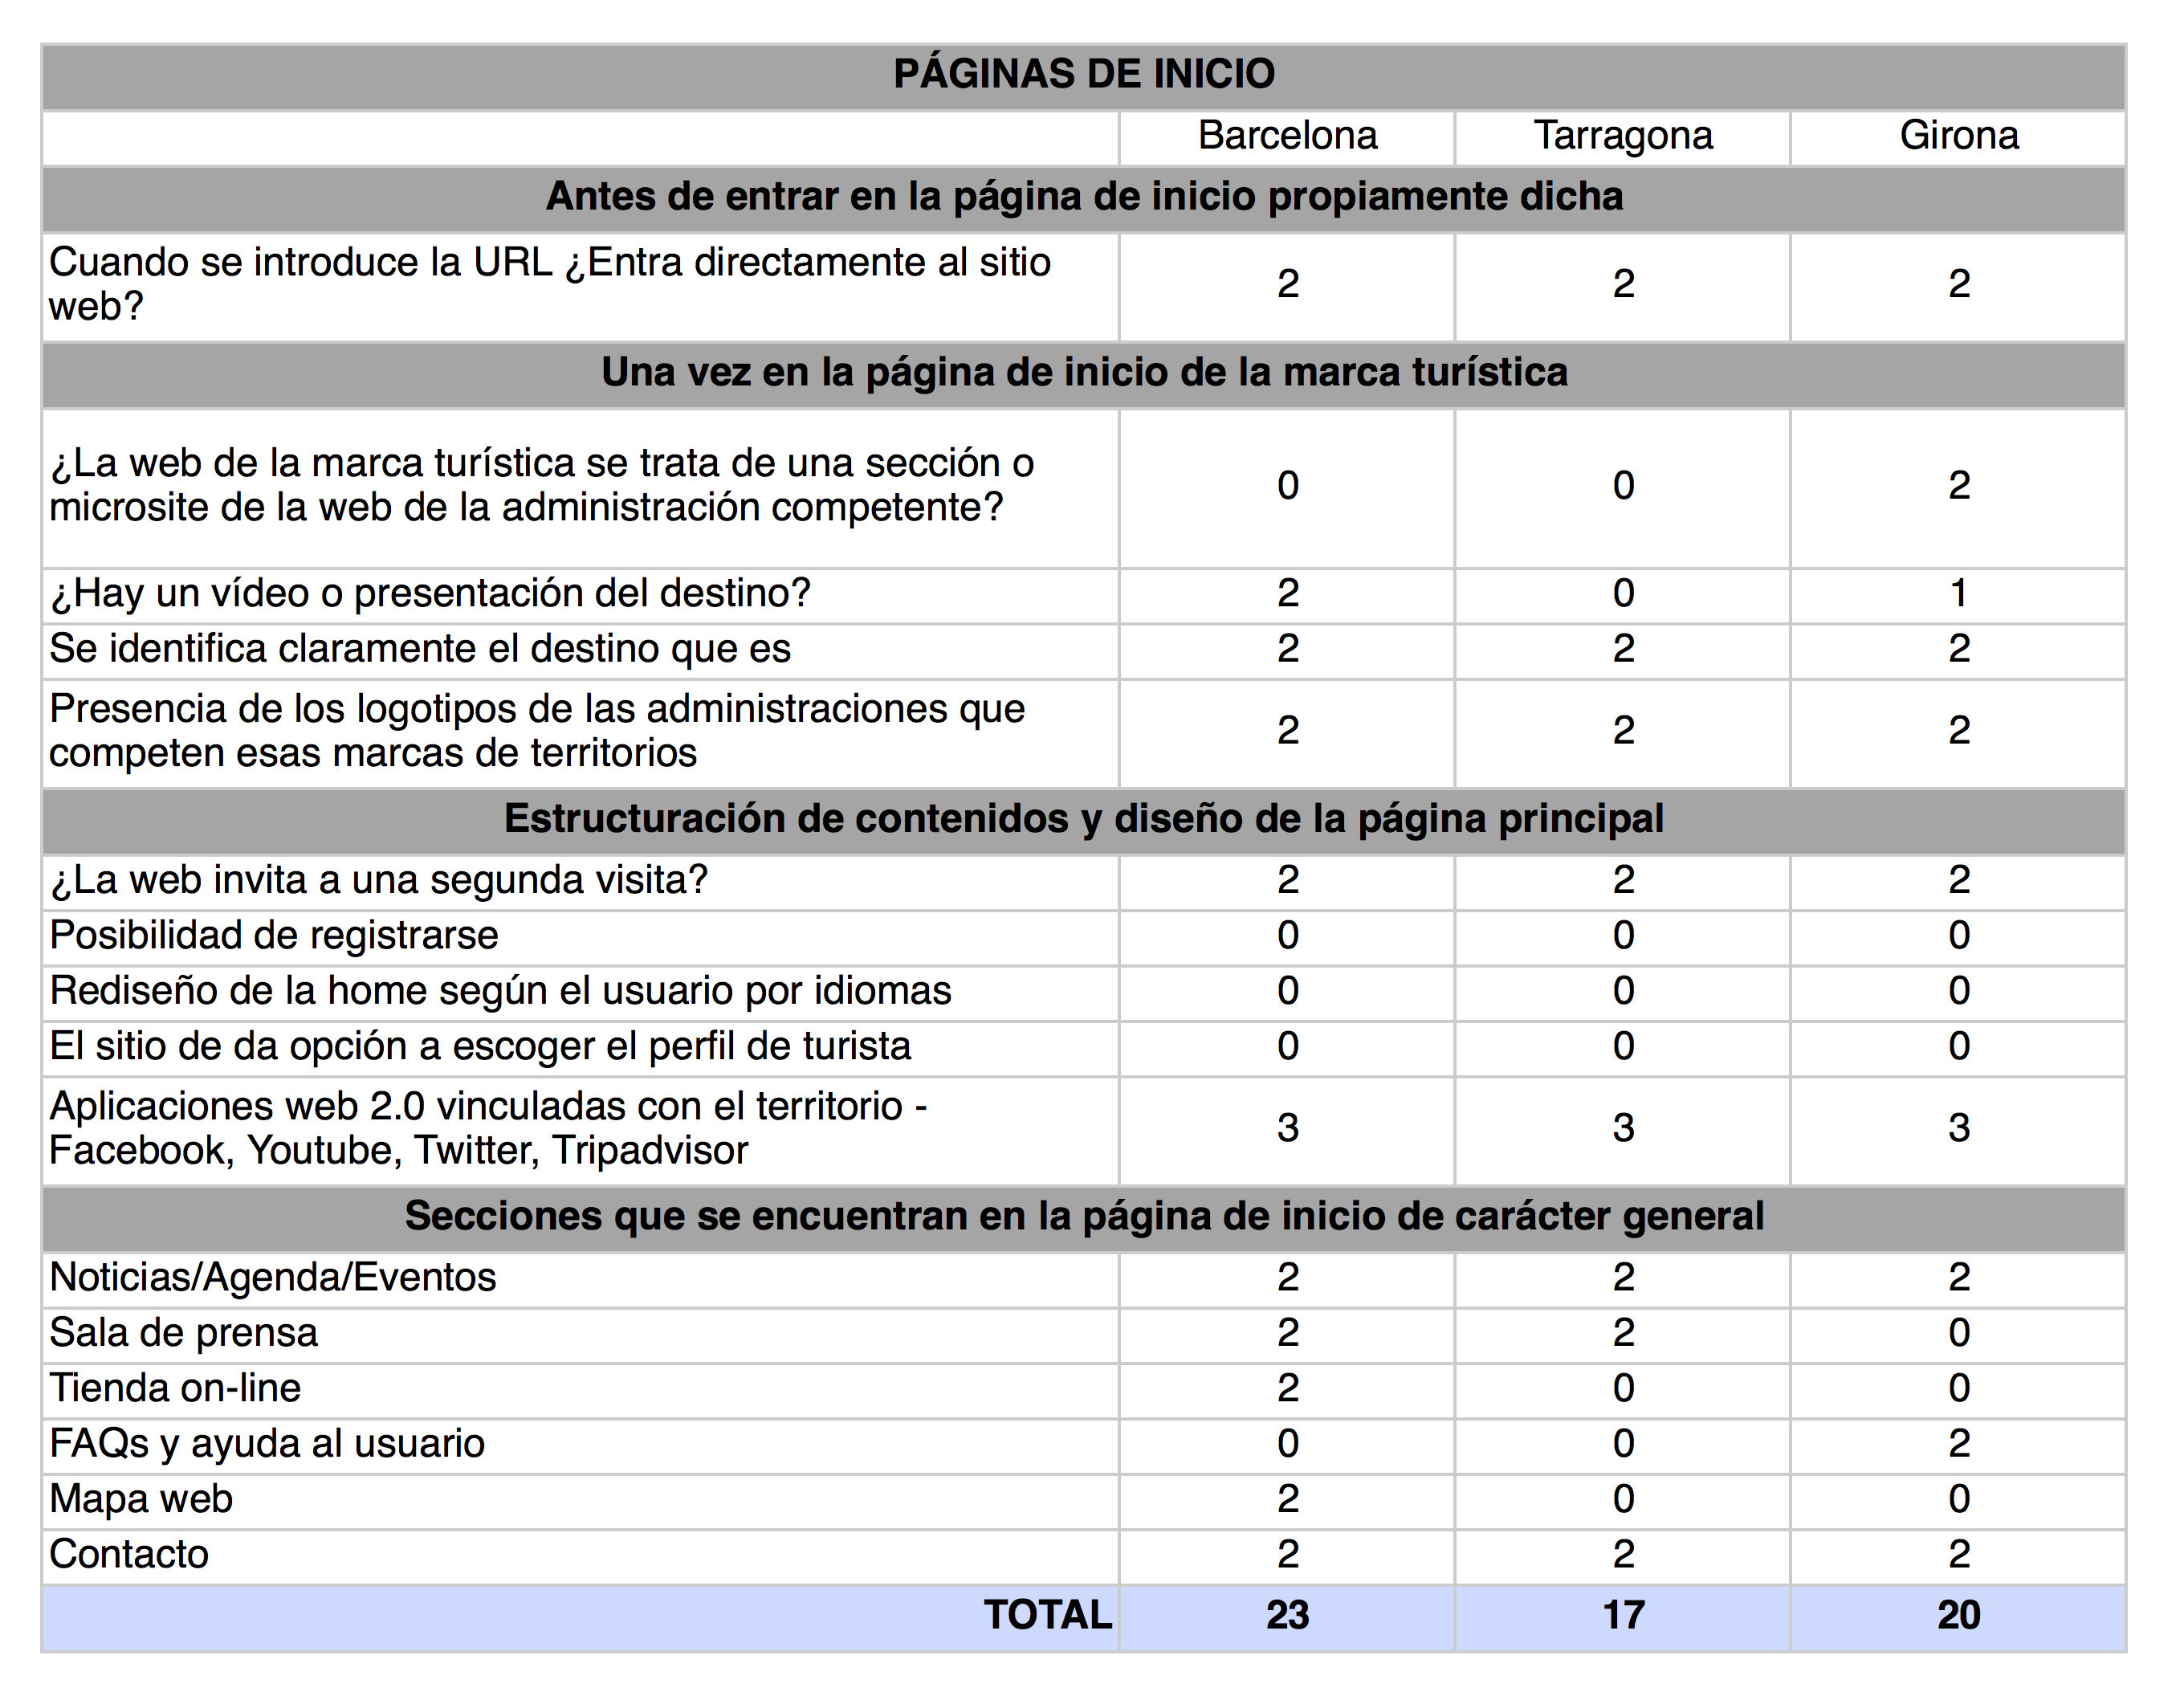 PÁGINAS DE INICIO
Barcelona Tarragona Girona
Antes de entrar en la página de inicio propiamente dicha
Cuando se introduce la URL ¿Entra directamente al sitio
web? 2 2 2
Una vez en la página de inicio de la marca turística
¿La web de la marca turística se trata de una sección o
microsite de la web de la administración competente? 0 0 2
¿Hay un vídeo o presentación del destino? 2 0 1
Se identifica claramente el destino que es 2 2 2
Presencia de los logotipos de las administraciones que
competen esas marcas de territorios 2 2 2
Estructuración de contenidos y diseño de la página principal
¿La web invita a una segunda visita? 2 2 2
Posibilidad de registrarse 0 0 0
Rediseño de la home según el usuario por idiomas 0 0 0
El sitio de da opción a escoger el perfil de turista 0 0 0
Aplicaciones web 2.0 vinculadas con el territorio -
Facebook, Youtube, Twitter, Tripadvisor 3 3 3
Secciones que se encuentran en la página de inicio de carácter general
Noticias/Agenda/Eventos 2 2 2
Sala de prensa 2 2 0
Tienda on-line 2 0 0
FAQs y ayuda al usuario 0 0 2
Mapa web 2 0 0
Contacto 2 2 2
TOTAL 23 17 20